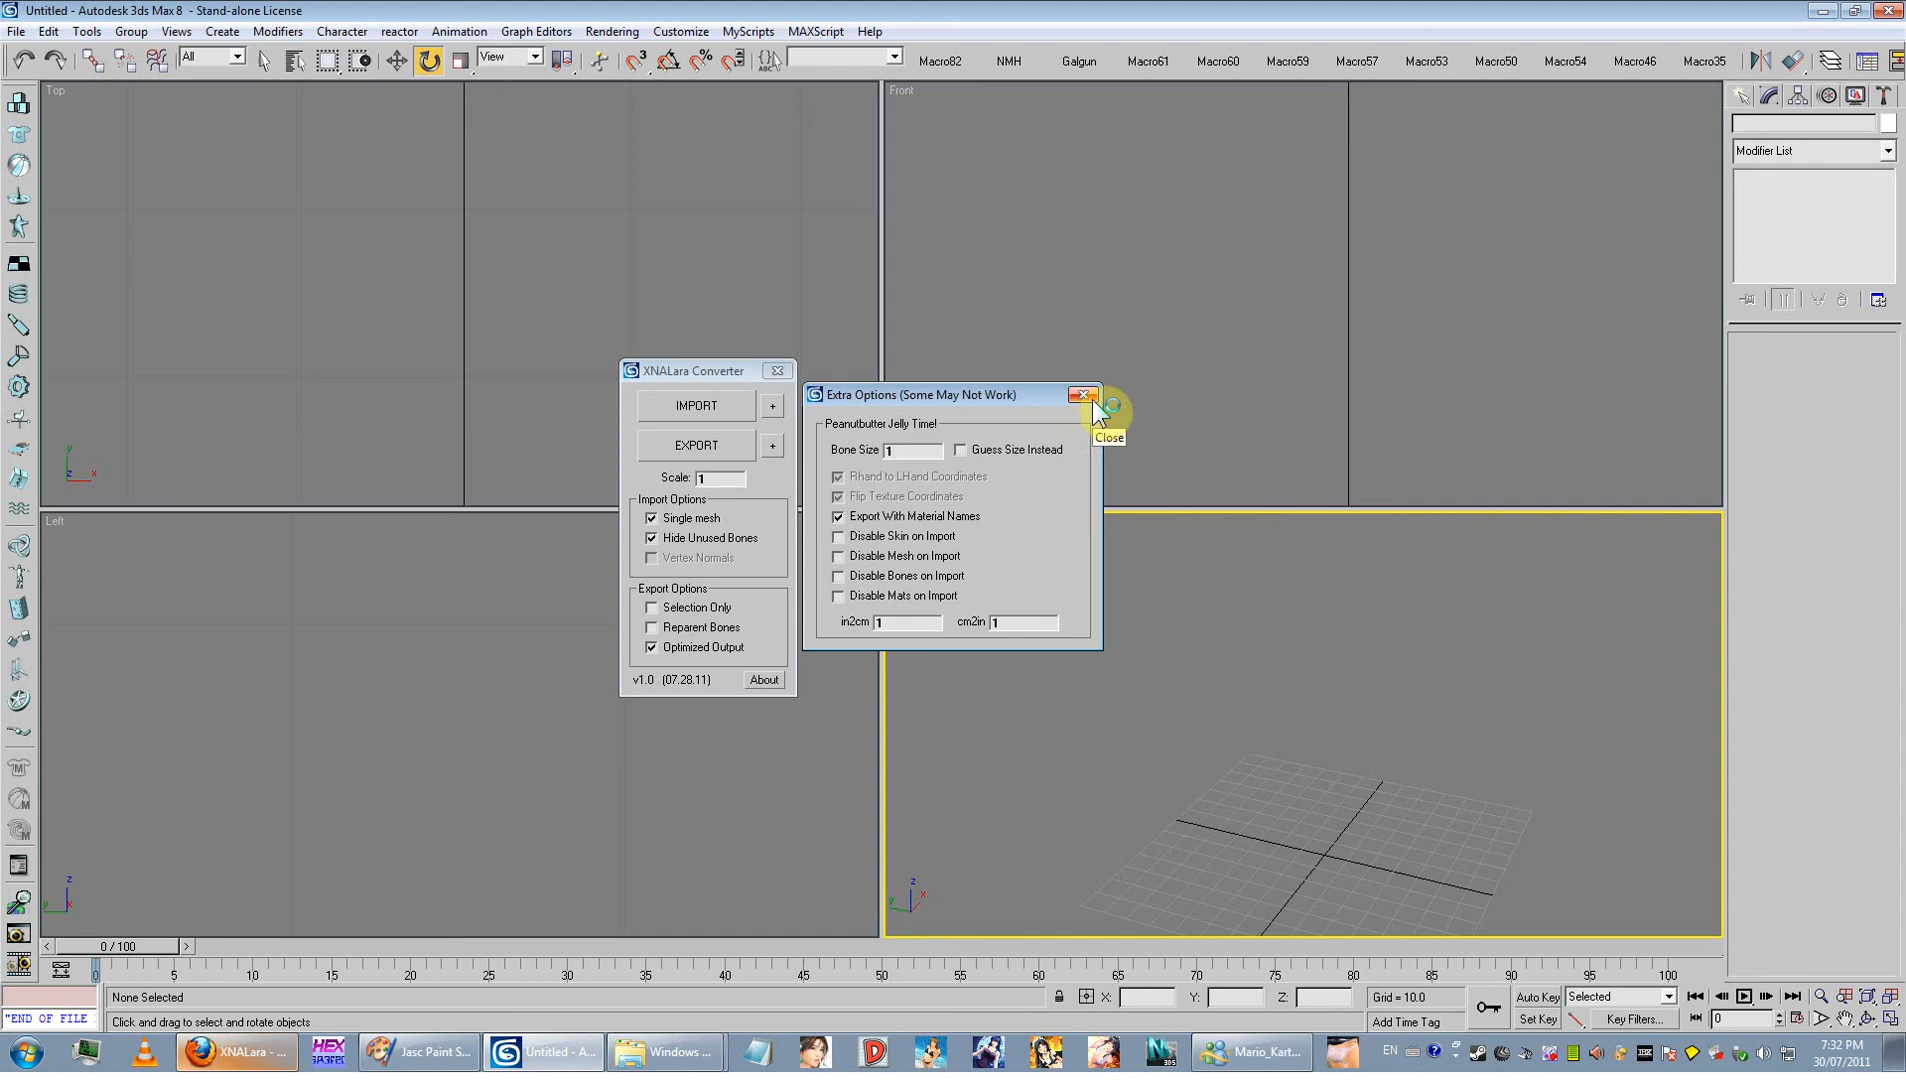 Untitled - Autodesk 3ds Max 8 - Stand-alone License
File Edit Tools Group Views Create Modifiers Character reactor Animation Graph Editors Rendering Customize MyScripts MAXScript Help
All View Macro82 NMH Galgun Macro61 Macro60 Macro59 Macro57 Macro53 Macro50 Macro54 Macro46 Macro35
Top
Front
Modifier List
XNALara Converter
IMPORT +
EXPORT +
Scale: 1
Import Options
Single mesh
Hide Unused Bones
Vertex Normals
Export Options
Selection Only
Reparent Bones
Optimized Output
v1.0 (07.28.11) About
Extra Options (Some May Not Work)
Close
Peanutbutter Jelly Time!
Bone Size 1 Guess Size Instead
Rhand to LHand Coordinates
Flip Texture Coordinates
Export With Material Names
Disable Skin on Import
Disable Mesh on Import
Disable Bones on Import
Disable Mats on Import
in2cm 1 cm2in 1
y z x
Left
z y x
z y x
< 0 / 100 >
0 5 10 15 20 25 30 35 40 45 50 55 60 65 70 75 80 85 90 95 100
None Selected X: Y: Z: Grid = 10.0 Auto Key Selected
"END OF FILE Click and drag to select and rotate objects Add Time Tag Set Key Key Filters... 0
XNALara - ... HEX Jasc Paint S... Untitled - A... Windows ... Mario_Kart... EN 7:32 PM
30/07/2011